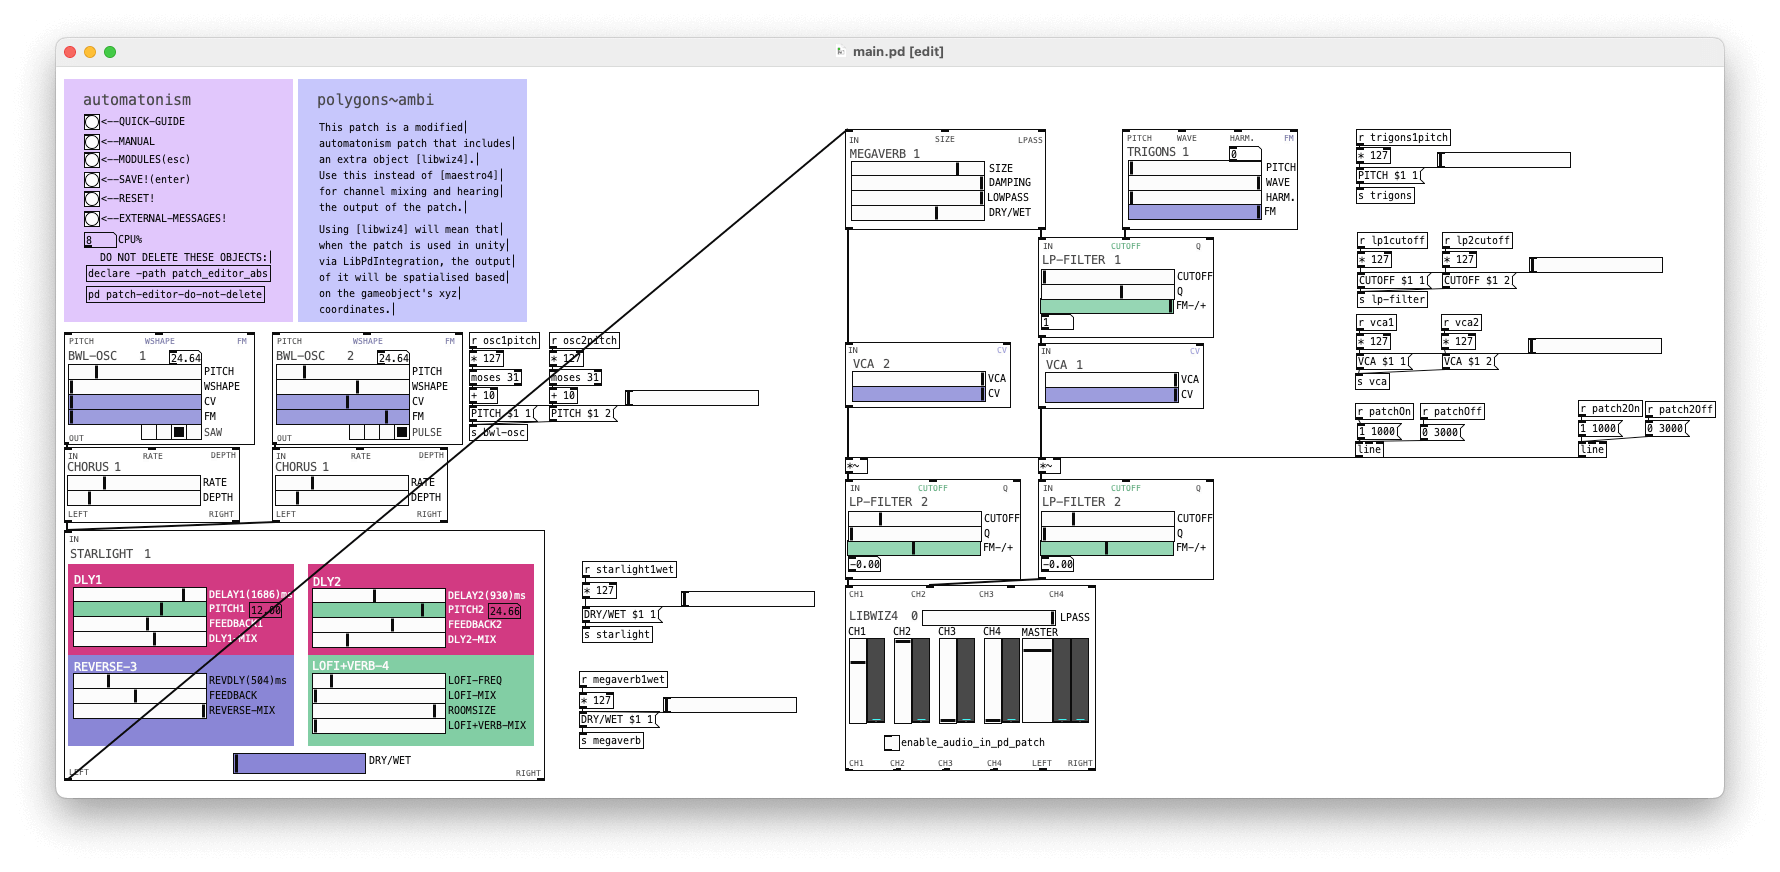 main.pd [edit]
automatonism
<--QUICK-GUIDE
<--MANUAL
<--MODULES(esc)
<--SAVE!(enter)
<--RESET!
<--EXTERNAL-MESSAGES!
8 CPU%
DO NOT DELETE THESE OBJECTS:
declare -path patch_editor_abs
pd patch-editor-do-not-delete
polygons~ambi
This patch is a modified
automatonism patch that includes
an extra object [libwiz4].
Use this instead of [maestro4]
for channel mixing and hearing
the output of the patch.
Using [libwiz4] will mean that
when the patch is used in unity
via LibPdIntegration, the output
of it will be spatialised based
on the gameobject's xyz
coordinates.
PITCH WSHAPE FM
BWL-OSC 1 24.64
PITCH
WSHAPE
CV
FM
SAW
OUT
PITCH WSHAPE FM
BWL-OSC 2 24.64
PITCH
WSHAPE
CV
FM
PULSE
OUT
r osc1pitch
* 127
moses 31
+ 10
PITCH $1 1
s bwl-osc
r osc2pitch
* 127
moses 31
+ 10
PITCH $1 2
IN RATE DEPTH
CHORUS 1
RATE
DEPTH
LEFT RIGHT
IN RATE DEPTH
CHORUS 1
RATE
DEPTH
LEFT RIGHT
IN
STARLIGHT 1
DLY1
DELAY1(1686)ms
PITCH1 12.00
FEEDBACK1
DLY1-MIX
DLY2
DELAY2(930)ms
PITCH2 24.66
FEEDBACK2
DLY2-MIX
REVERSE-3
REVDLY(504)ms
FEEDBACK
REVERSE-MIX
LOFI+VERB-4
LOFI-FREQ
LOFI-MIX
ROOMSIZE
LOFI+VERB-MIX
DRY/WET
LEFT RIGHT
r starlight1wet
* 127
DRY/WET $1 1
s starlight
r megaverb1wet
* 127
DRY/WET $1 1
s megaverb
IN SIZE LPASS
MEGAVERB 1
SIZE
DAMPING
LOWPASS
DRY/WET
PITCH WAVE HARM. FM
TRIGONS 1 0
PITCH
WAVE
HARM.
FM
IN CUTOFF Q
LP-FILTER 1
CUTOFF
Q
FM-/+
1
IN CV
VCA 2
VCA
CV
IN CV
VCA 1
VCA
CV
*~
*~
IN CUTOFF Q
LP-FILTER 2
CUTOFF
Q
FM-/+
-0.00
IN CUTOFF Q
LP-FILTER 2
CUTOFF
Q
FM-/+
-0.00
CH1 CH2 CH3 CH4
LIBWIZ4 0 LPASS
CH1 CH2 CH3 CH4 MASTER
enable_audio_in_pd_patch
CH1 CH2 CH3 CH4 LEFT RIGHT
r trigons1pitch
* 127
PITCH $1 1
s trigons
r lp1cutoff
* 127
CUTOFF $1 1
s lp-filter
r lp2cutoff
* 127
CUTOFF $1 2
r vca1
* 127
VCA $1 1
s vca
r vca2
* 127
VCA $1 2
r patchOn
1 1000
line
r patchOff
0 3000
r patch2On
1 1000
line
r patch2Off
0 3000